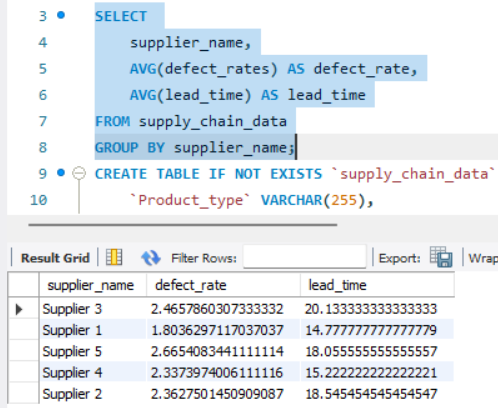 3 SELECT
4 supplier_name,
5 AVG(defect_rates) AS defect_rate,
6 AVG(lead_time) AS lead_time
7 FROM supply_chain_data
8 GROUP BY supplier_name;
9 CREATE TABLE IF NOT EXISTS `supply_chain_data`
10 `Product_type` VARCHAR(255),
Result Grid Filter Rows: Export: Wrap
supplier_name defect_rate lead_time
Supplier 3 2.4657860307333332 20.133333333333333
Supplier 1 1.8036297117037037 14.777777777777779
Supplier 5 2.6654083441111114 18.055555555555557
Supplier 4 2.3373974006111116 15.222222222222221
Supplier 2 2.3627501450909087 18.545454545454547